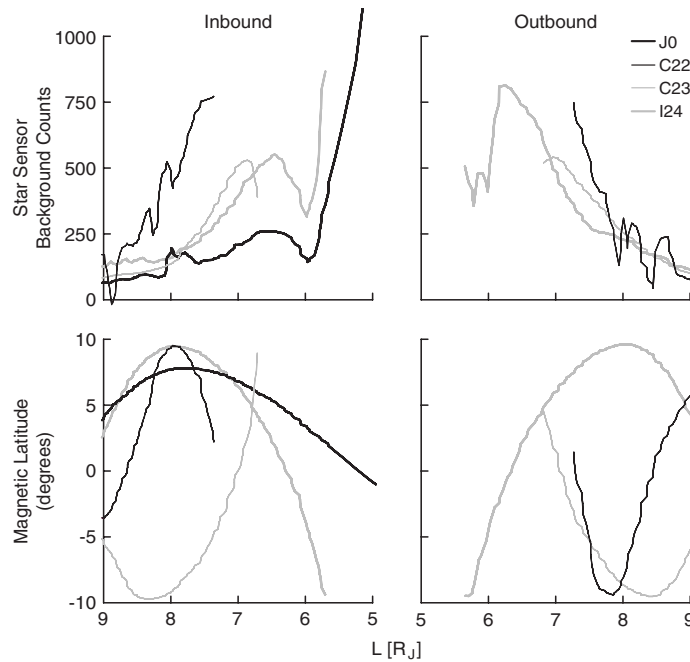 Inbound
Outbound
1000
750
500
250
0
Star Sensor
Background Counts
J0
C22
C23
I24
10
5
0
-5
-10
Magnetic Latitude
(degrees)
9 8 7 6 5
5 6 7 8 9
L [RJ]